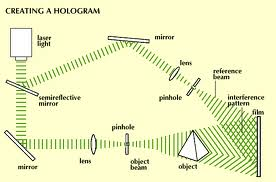 CREATING A HOLOGRAM
laser
light
mirror
lens
reference
beam
pinhole
interference
pattern
film
semireflective
mirror
pinhole
mirror
lens
object
beam
object